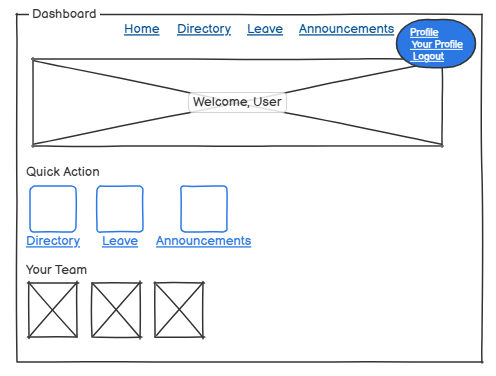 Dashboard
Home Directory Leave Announcements
Profile
Your Profile
Logout
Welcome, User
Quick Action
Directory Leave Announcements
Your Team